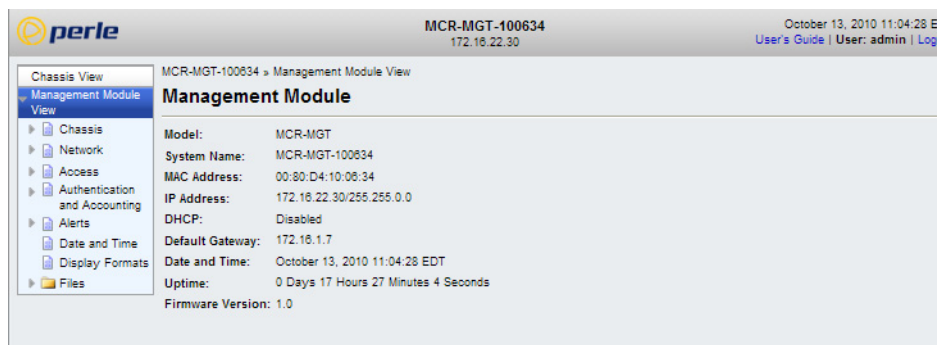 perle
MCR-MGT-100634
172.16.22.30
October 13, 2010 11:04:28 E
User's Guide | User: admin | Log
Chassis View
Management Module
View
Chassis
Network
Access
Authentication
and Accounting
Alerts
Date and Time
Display Formats
Files
MCR-MGT-100634 » Management Module View
Management Module
Model: MCR-MGT
System Name: MCR-MGT-100634
MAC Address: 00:80:D4:10:06:34
IP Address: 172.16.22.30/255.255.0.0
DHCP: Disabled
Default Gateway: 172.16.1.7
Date and Time: October 13, 2010 11:04:28 EDT
Uptime: 0 Days 17 Hours 27 Minutes 4 Seconds
Firmware Version: 1.0